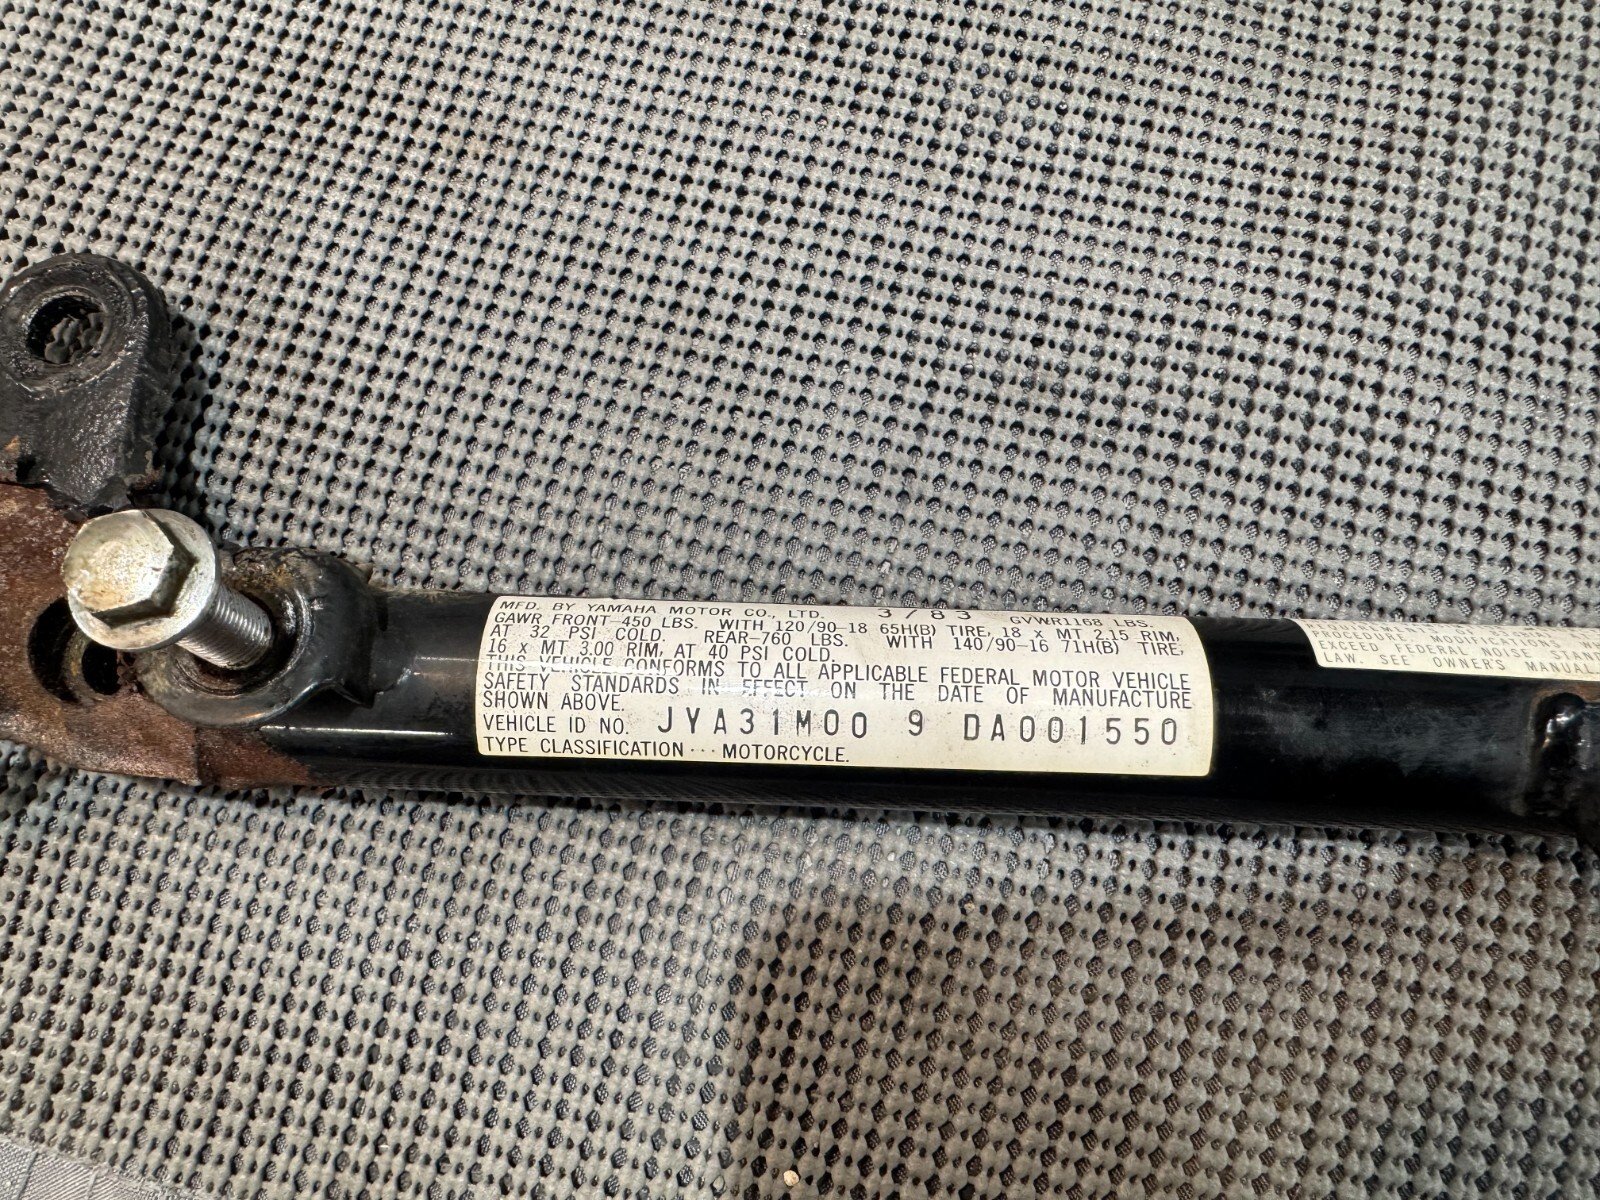 MFD. BY YAMAHA MOTOR CO., LTD. 3/83 GVWR1168 LBS.
GAWR FRONT-450 LBS. WITH 120/90-18 65H(B) TIRE, 18 x MT 2.15 RIM,
AT 32 PSI COLD. REAR-760 LBS. WITH 140/90-16 71H(B) TIRE,
16 x MT 3.00 RIM, AT 40 PSI COLD.
THIS VEHICLE CONFORMS TO ALL APPLICABLE FEDERAL MOTOR VEHICLE
SAFETY STANDARDS IN EFFECT ON THE DATE OF MANUFACTURE
SHOWN ABOVE.
VEHICLE ID NO. JYA31M00 9 DA001550
TYPE CLASSIFICATION ··· MOTORCYCLE.
PROCEDURE. MODIFICATIONS
EXCEED FEDERAL NOISE
LAW. SEE OWNER'S MANUAL.